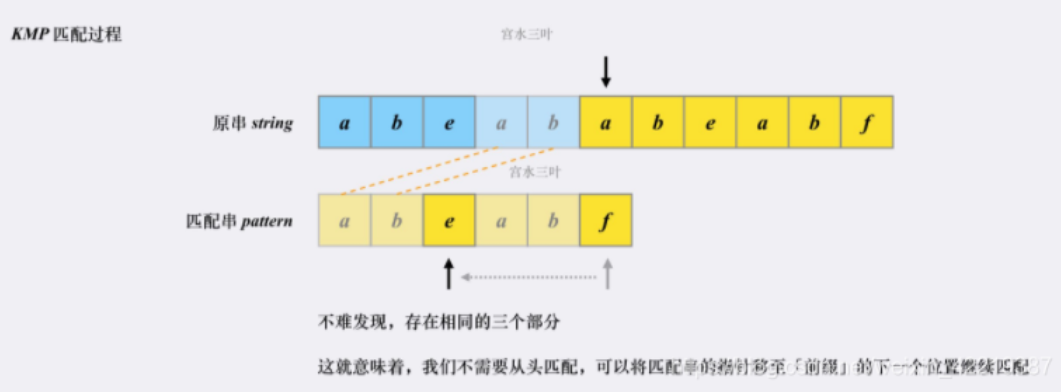 KMP 匹配过程
宫水三叶
原串 string
a b e a b a b e a b f
宫水三叶
匹配串 pattern
a b e a b f
不难发现，存在相同的三个部分
这就意味着，我们不需要从头匹配，可以将匹配串的指针移至「前缀」的下一个位置继续匹配